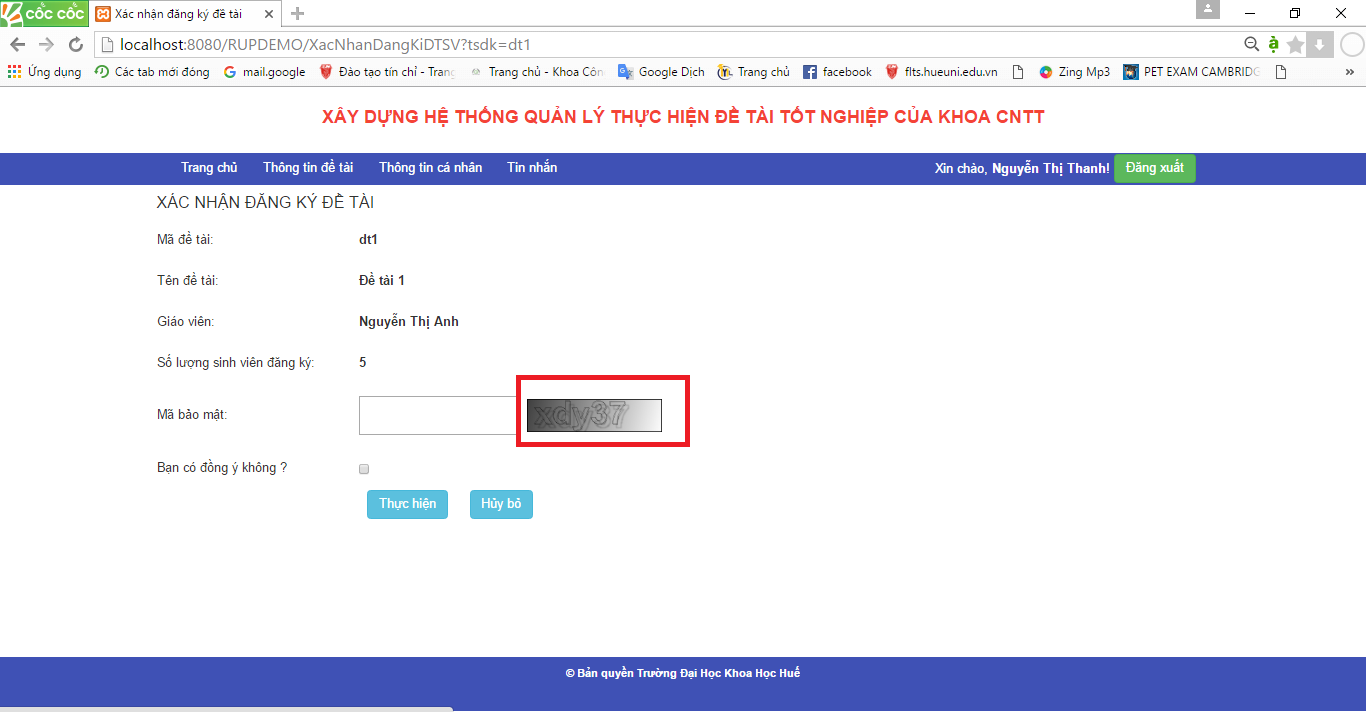 cốc cốc
Xác nhận đăng ký đề tài
localhost:8080/RUPDEMO/XacNhanDangKiDTSV?tsdk=dt1
Ứng dụng Các tab mới đóng mail.google Đào tạo tín chỉ - Trang Trang chủ - Khoa Côn Google Dịch Trang chủ facebook flts.hueuni.edu.vn Zing Mp3 PET EXAM CAMBRIDG »
XÂY DỰNG HỆ THỐNG QUẢN LÝ THỰC HIỆN ĐỀ TÀI TỐT NGHIỆP CỦA KHOA CNTT
Trang chủ Thông tin đề tài Thông tin cá nhân Tin nhắn Xin chào, Nguyễn Thị Thanh! Đăng xuất
XÁC NHẬN ĐĂNG KÝ ĐỀ TÀI
Mã đề tài: dt1
Tên đề tài: Đề tài 1
Giáo viên: Nguyễn Thị Anh
Số lượng sinh viên đăng ký: 5
Mã bảo mật: xdy37
Bạn có đồng ý không ?
Thực hiện Hủy bỏ
© Bản quyền Trường Đại Học Khoa Học Huế